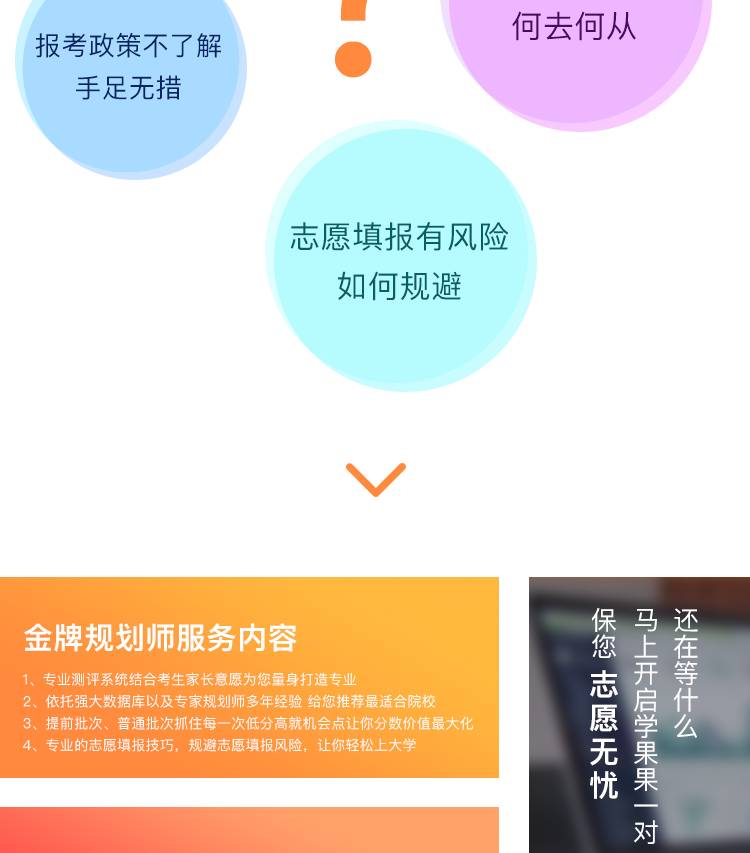 报考政策不了解
手足无措
何去何从
志愿填报有风险
如何规避
金牌规划师服务内容
1、专业测评系统结合考生家长意愿为您量身打造专业
2、依托强大数据库以及专家规划师多年经验 给您推荐最适合院校
3、提前批次、普通批次抓住每一次低分高就机会点让你分数价值最大化
4、专业的志愿填报技巧，规避志愿填报风险，让你轻松上大学
还在等什么
马上开启学果果一对
保您 志愿无忧